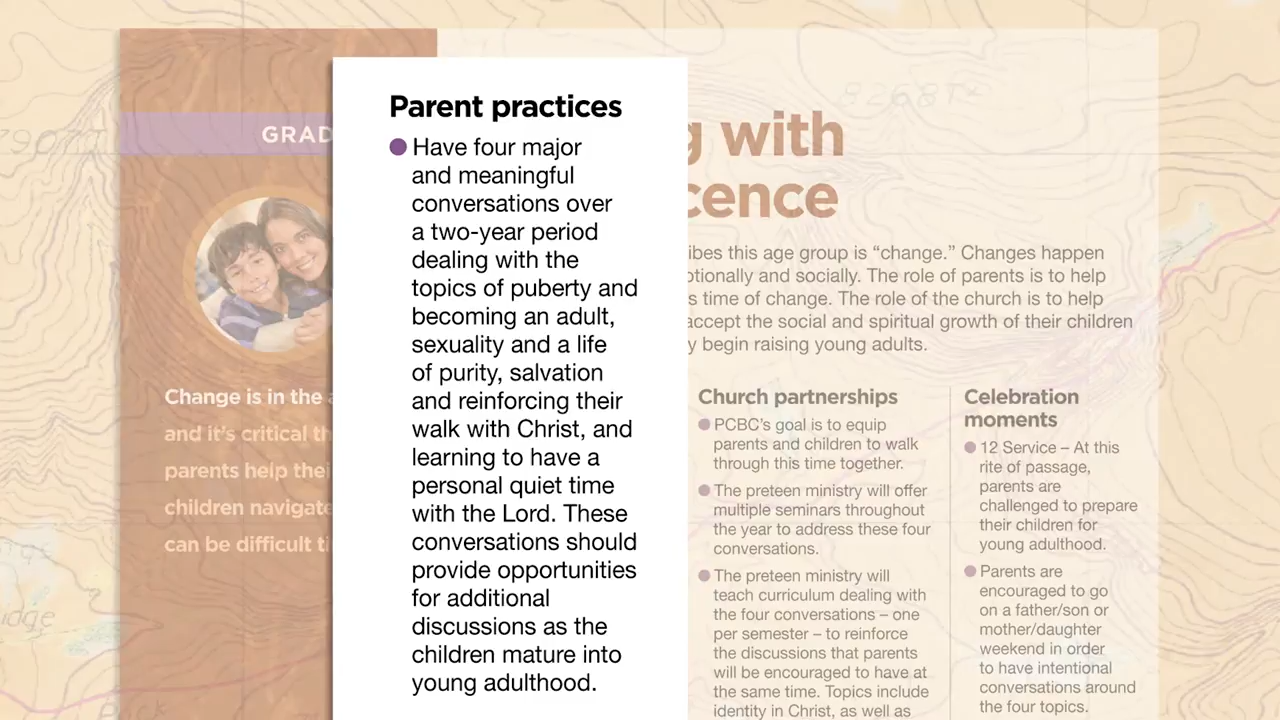 GRAD
Change is in the
and it's critical th
parents help thei
children navigate
can be difficult ti
Parent practices
Have four major
and meaningful
conversations over
a two-year period
dealing with the
topics of puberty and
becoming an adult,
sexuality and a life
of purity, salvation
and reinforcing their
walk with Christ, and
learning to have a
personal quiet time
with the Lord. These
conversations should
provide opportunities
for additional
discussions as the
children mature into
young adulthood.
g with
cence
ibes this age group is “change.” Changes happen
otionally and socially. The role of parents is to help
s time of change. The role of the church is to help
accept the social and spiritual growth of their children
y begin raising young adults.
Church partnerships
PCBC’s goal is to equip
parents and children to walk
through this time together.
The preteen ministry will offer
multiple seminars throughout
the year to address these four
conversations.
The preteen ministry will
teach curriculum dealing with
the four conversations – one
per semester – to reinforce
the discussions that parents
will be encouraged to have at
the same time. Topics include
identity in Christ, as well as
Celebration
moments
12 Service – At this
rite of passage,
parents are
challenged to prepare
their children for
young adulthood.
Parents are
encouraged to go
on a father/son or
mother/daughter
weekend in order
to have intentional
conversations around
the four topics.